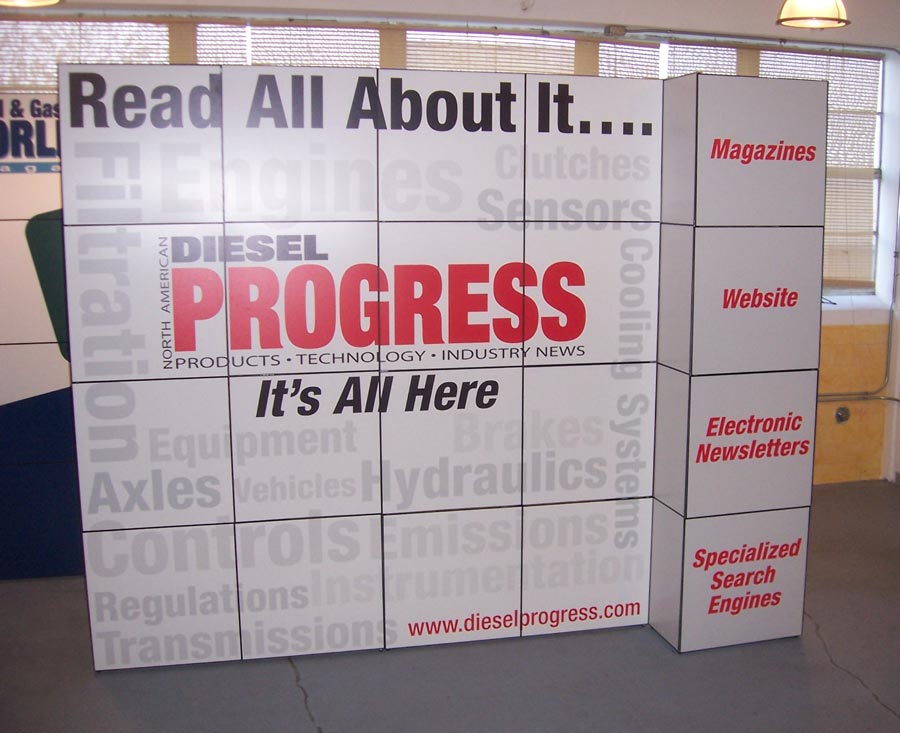 Read All About It....
Engines
Clutches
Sensors
Filtration
Cooling Systems
NORTH AMERICAN
DIESEL
PROGRESS
PRODUCTS • TECHNOLOGY • INDUSTRY NEWS
It's All Here
Equipment
Brakes
Axles
Vehicles
Hydraulics
Controls
Emissions
Instrumentation
Regulations
Transmissions
www.dieselprogress.com
Magazines
Website
Electronic
Newsletters
Specialized
Search
Engines
& Gas